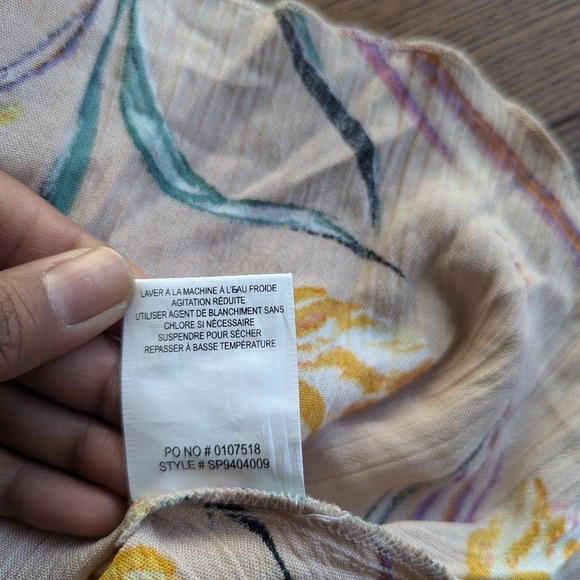 LAVER À LA MACHINE À L'EAU FROIDE
AGITATION RÉDUITE
UTILISER AGENT DE BLANCHIMENT SANS
CHLORE SI NÉCESSAIRE
SUSPENDRE POUR SÉCHER
REPASSER À BASSE TEMPÉRATURE
PO NO # 0107518
STYLE # SP9404009